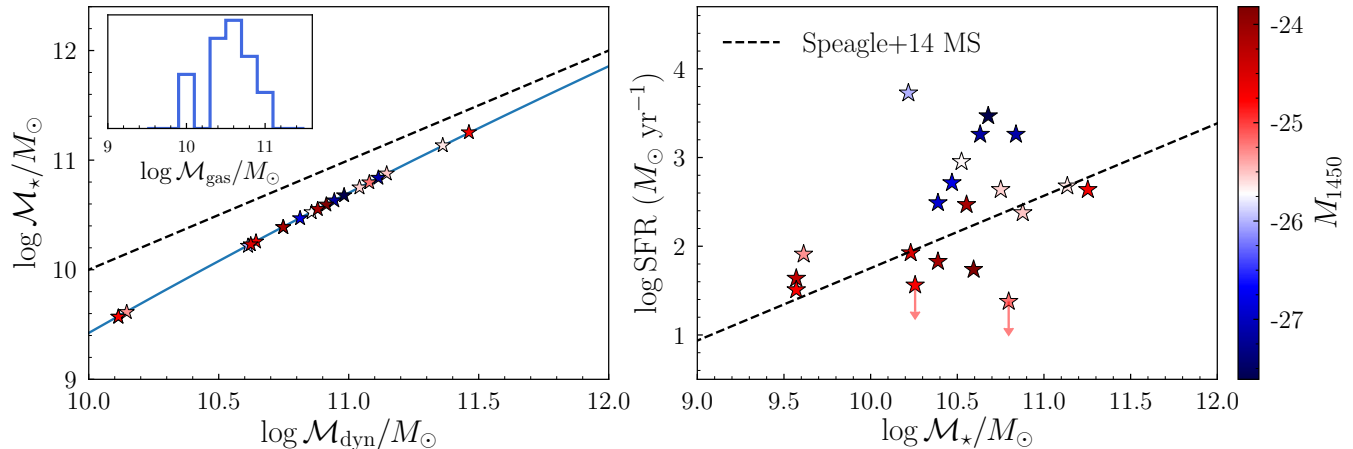 12
11
10
9
log M⋆/M⊙
10.0 10.5 11.0 11.5 12.0
log M_dyn/M⊙
9 10 11
log M_gas/M⊙
Speagle+14 MS
4
3
2
1
log SFR (M⊙ yr⁻¹)
9.0 9.5 10.0 10.5 11.0 11.5 12.0
log M⋆/M⊙
-24
-25
-26
-27
M₁₄₅₀